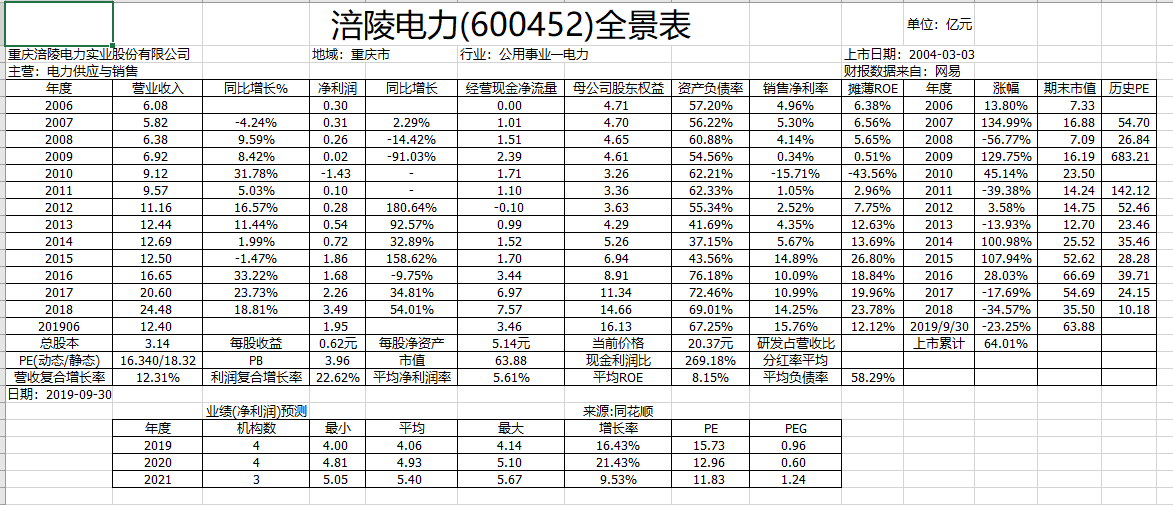 涪陵电力(600452)全景表 单位：亿元
重庆涪陵电力实业股份有限公司 地域：重庆市 行业：公用事业—电力 上市日期：2004-03-03
主营：电力供应与销售 财报数据来自：网易
年度 营业收入 同比增长% 净利润 同比增长 经营现金净流量 母公司股东权益 资产负债率 销售净利率 摊薄ROE 年度 涨幅 期末市值 历史PE
2006 6.08 0.30 0.00 4.71 57.20% 4.96% 6.38% 2006 13.80% 7.33
2007 5.82 -4.24% 0.31 2.29% 1.01 4.70 56.22% 5.30% 6.56% 2007 134.99% 16.88 54.70
2008 6.38 9.59% 0.26 -14.42% 1.51 4.65 60.88% 4.14% 5.65% 2008 -56.77% 7.09 26.84
2009 6.92 8.42% 0.02 -91.03% 2.39 4.61 54.56% 0.34% 0.51% 2009 129.75% 16.19 683.21
2010 9.12 31.78% -1.43 - 1.71 3.26 62.21% -15.71% -43.56% 2010 45.14% 23.50
2011 9.57 5.03% 0.10 - 1.10 3.36 62.33% 1.05% 2.96% 2011 -39.38% 14.24 142.12
2012 11.16 16.57% 0.28 180.64% -0.10 3.63 55.34% 2.52% 7.75% 2012 3.58% 14.75 52.46
2013 12.44 11.44% 0.54 92.57% 0.99 4.29 41.69% 4.35% 12.63% 2013 -13.93% 12.70 23.46
2014 12.69 1.99% 0.72 32.89% 1.52 5.26 37.15% 5.67% 13.69% 2014 100.98% 25.52 35.46
2015 12.50 -1.47% 1.86 158.62% 1.70 6.94 43.56% 14.89% 26.80% 2015 107.94% 52.62 28.28
2016 16.65 33.22% 1.68 -9.75% 3.44 8.91 76.18% 10.09% 18.84% 2016 28.03% 66.69 39.71
2017 20.60 23.73% 2.26 34.81% 6.97 11.34 72.46% 10.99% 19.96% 2017 -17.69% 54.69 24.15
2018 24.48 18.81% 3.49 54.01% 7.57 14.66 69.01% 14.25% 23.78% 2018 -34.57% 35.50 10.18
201906 12.40 1.95 3.46 16.13 67.25% 15.76% 12.12% 2019/9/30 -23.25% 63.88
总股本 3.14 每股收益 0.62元 每股净资产 5.14元 当前价格 20.37元 研发占营收比 上市累计 64.01%
PE(动态/静态) 16.340/18.32 PB 3.96 市值 63.88 现金利润比 269.18% 分红率平均
营收复合增长率 12.31% 利润复合增长率 22.62% 平均净利润率 5.61% 平均ROE 8.15% 平均负债率 58.29%
日期：2019-09-30
业绩(净利润)预测 来源:同花顺
年度 机构数 最小 平均 最大 增长率 PE PEG
2019 4 4.00 4.06 4.14 16.43% 15.73 0.96
2020 4 4.81 4.93 5.10 21.43% 12.96 0.60
2021 3 5.05 5.40 5.67 9.53% 11.83 1.24